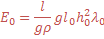 E_0 = \frac{l}{g\rho} g l_0 h_0^2 \lambda_0